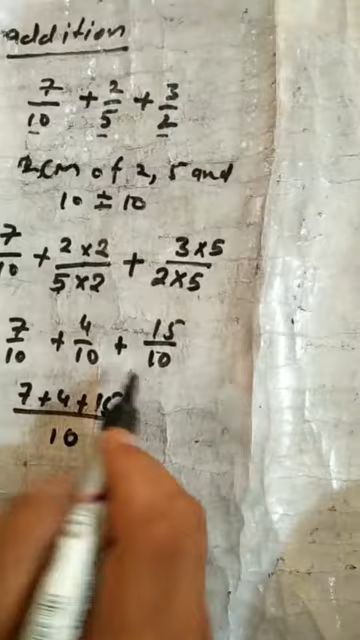 addition
7/10 + 2/5 + 3/2
LCM of 2, 5 and
10 = 10
7/10 + 2×2/5×2 + 3×5/2×5
7/10 + 4/10 + 15/10
7+4+15/10